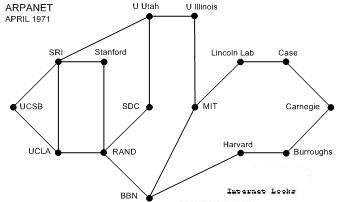 ARPANET
APRIL 1971
U Utah
U Illinois
SRI
Stanford
Lincoln Lab
Case
UCSB
SDC
MIT
Carnegie
UCLA
RAND
Harvard
Burroughs
BBN
Internet Looks